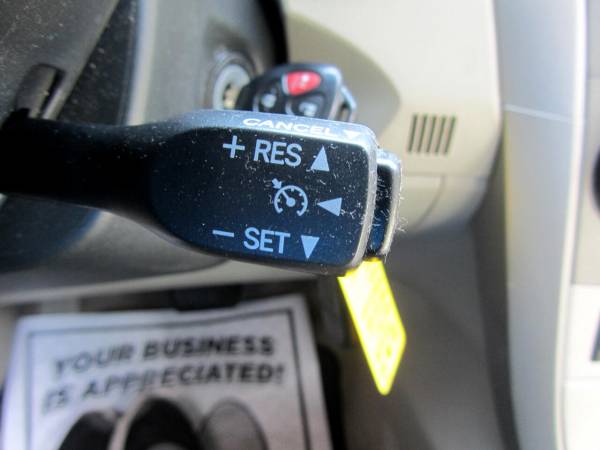 CANCEL ▼
+ RES ▲
◀
− SET ▼
YOUR BUSINESS
IS APPRECIATED!